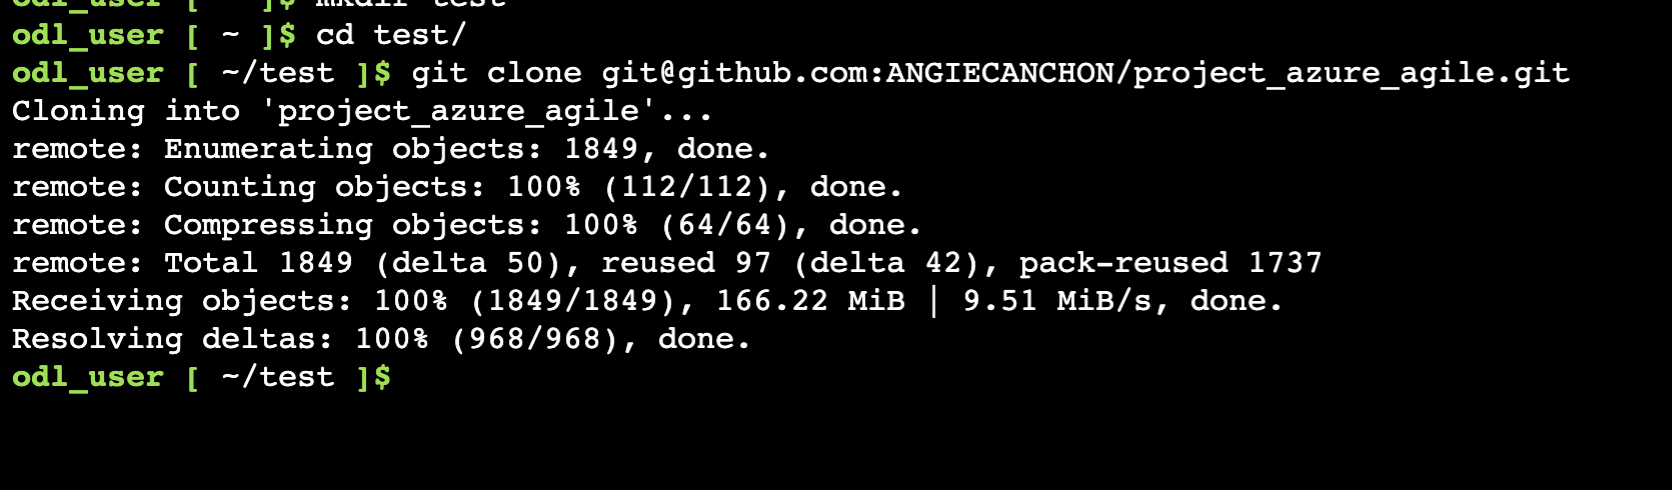 odl_user [ ~ ]$ mkdir test
odl_user [ ~ ]$ cd test/
odl_user [ ~/test ]$ git clone git@github.com:ANGIECANCHON/project_azure_agile.git
Cloning into 'project_azure_agile'...
remote: Enumerating objects: 1849, done.
remote: Counting objects: 100% (112/112), done.
remote: Compressing objects: 100% (64/64), done.
remote: Total 1849 (delta 50), reused 97 (delta 42), pack-reused 1737
Receiving objects: 100% (1849/1849), 166.22 MiB | 9.51 MiB/s, done.
Resolving deltas: 100% (968/968), done.
odl_user [ ~/test ]$